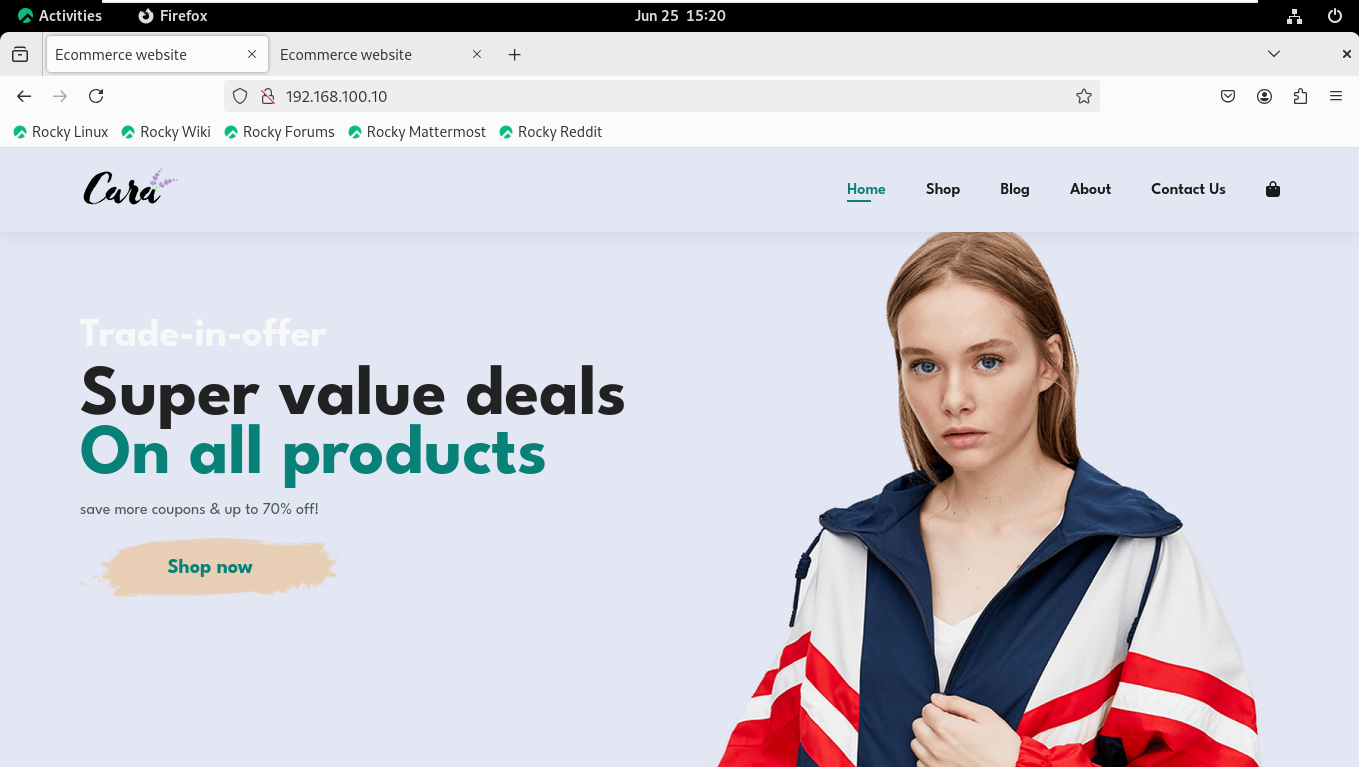 Activities Firefox Jun 25 15:20
Ecommerce website Ecommerce website
192.168.100.10
Rocky Linux Rocky Wiki Rocky Forums Rocky Mattermost Rocky Reddit
Cara Home Shop Blog About Contact Us
Trade-in-offer
Super value deals
On all products
save more coupons & up to 70% off!
Shop now